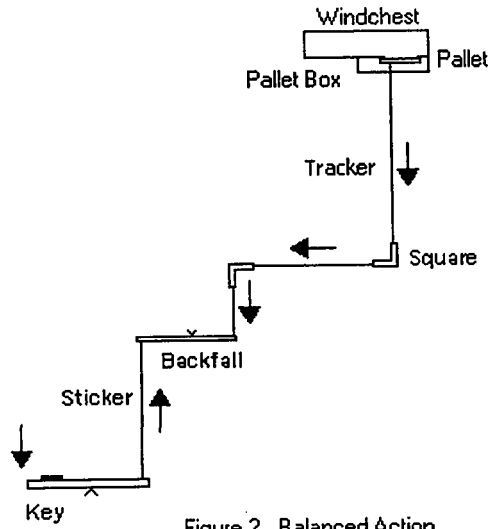 Windchest
Pallet
Pallet Box
Tracker
Square
Backfall
Sticker
Key
Figure 2 Balanced Action